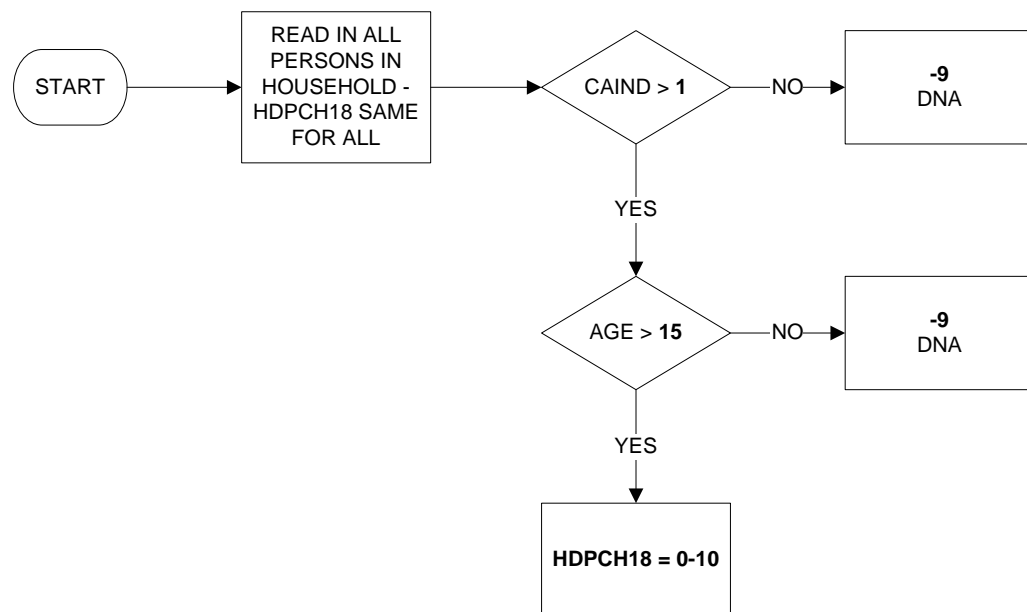 START
READ IN ALL
PERSONS IN
HOUSEHOLD -
HDPCH18 SAME
FOR ALL
CAIND > 1
NO
-9
DNA
YES
AGE > 15
NO
-9
DNA
YES
HDPCH18 = 0-10